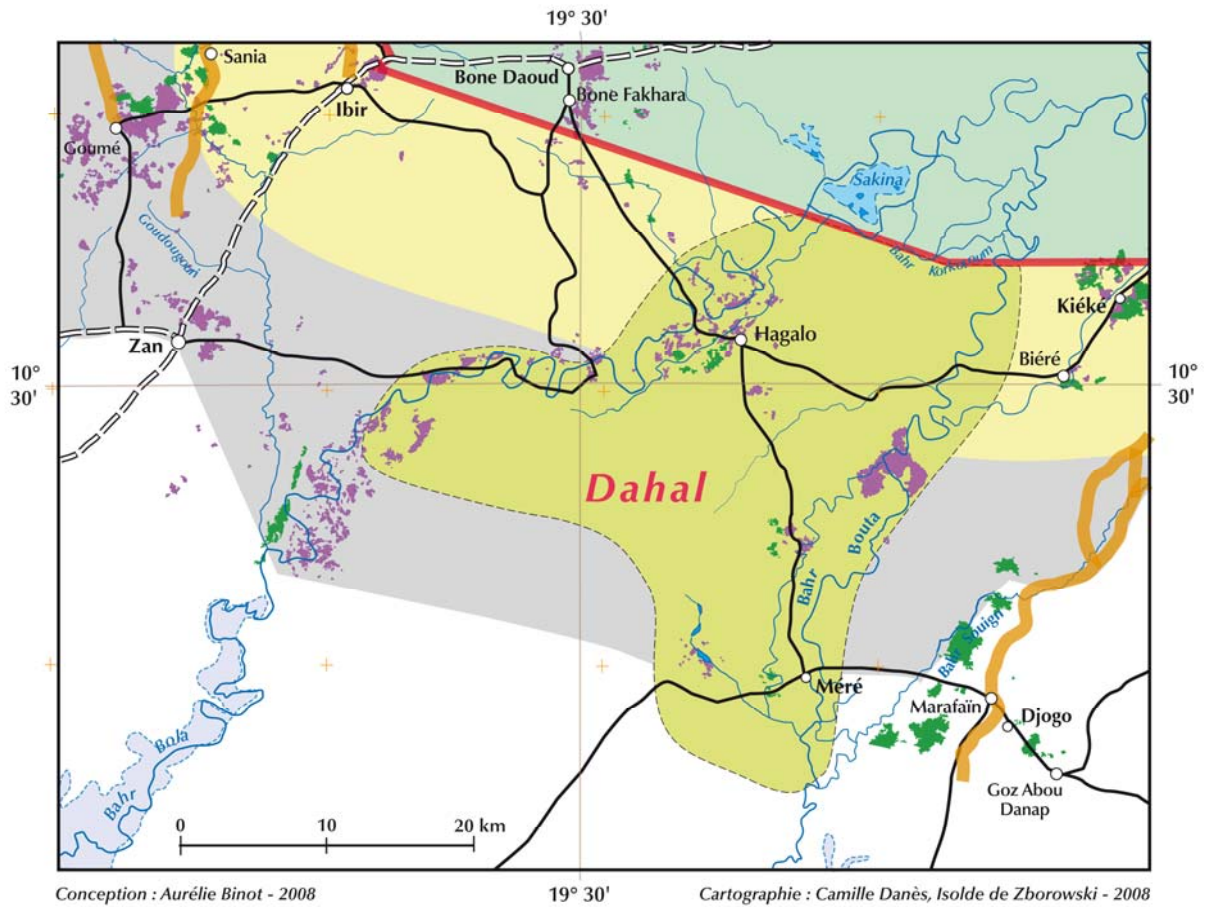 19° 30'
Sania
Bone Daoud
Ibir
Bone Fakhara
Goumé
Sakina
Goudougouri
Bahr Korkoroum
Kiéké
Zan
Hagalo
Biéré
10°
30'
10°
30'
Dahal
Bahr Bouta
Bahr Souign
Méré
Marafaïn
Djogo
Bahr Bola
Goz Abou
Danap
0 10 20 km
Conception : Aurélie Binot - 2008
19° 30'
Cartographie : Camille Danès, Isolde de Zborowski - 2008